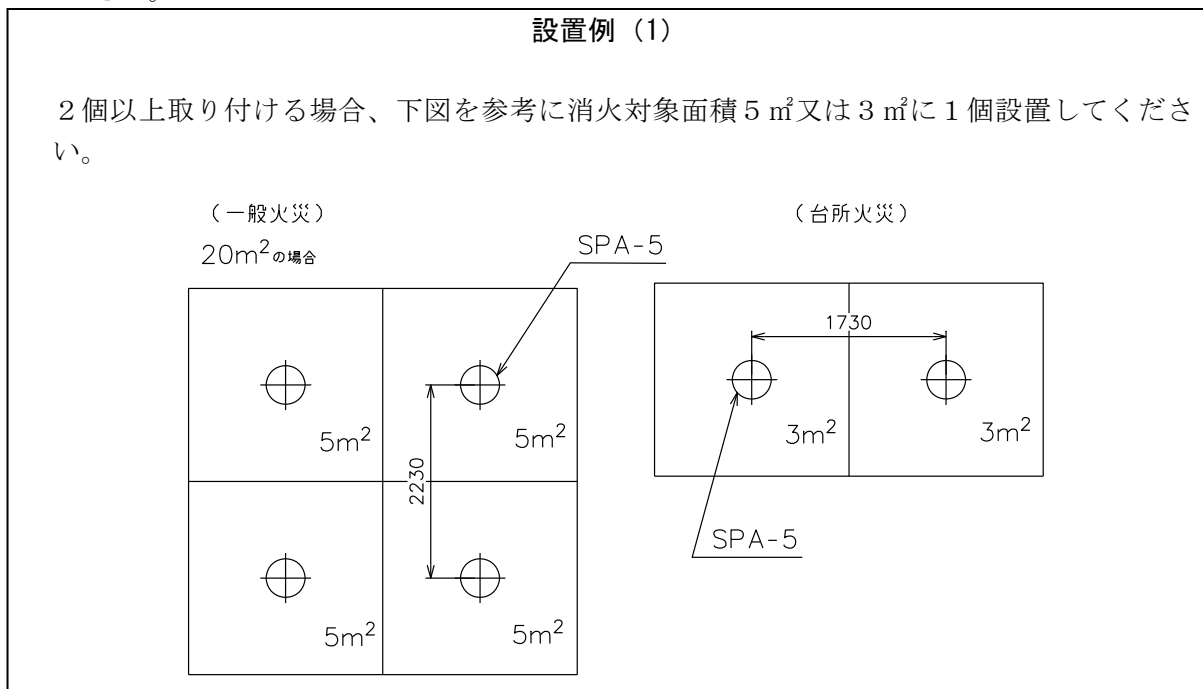 設置例（1）
２個以上取り付ける場合、下図を参考に消火対象面積５㎡又は３㎡に１個設置してくださ
い。
（一般火災）
20m²の場合
SPA-5
5m²
5m²
2230
5m²
5m²
（台所火災）
1730
3m²
3m²
SPA-5